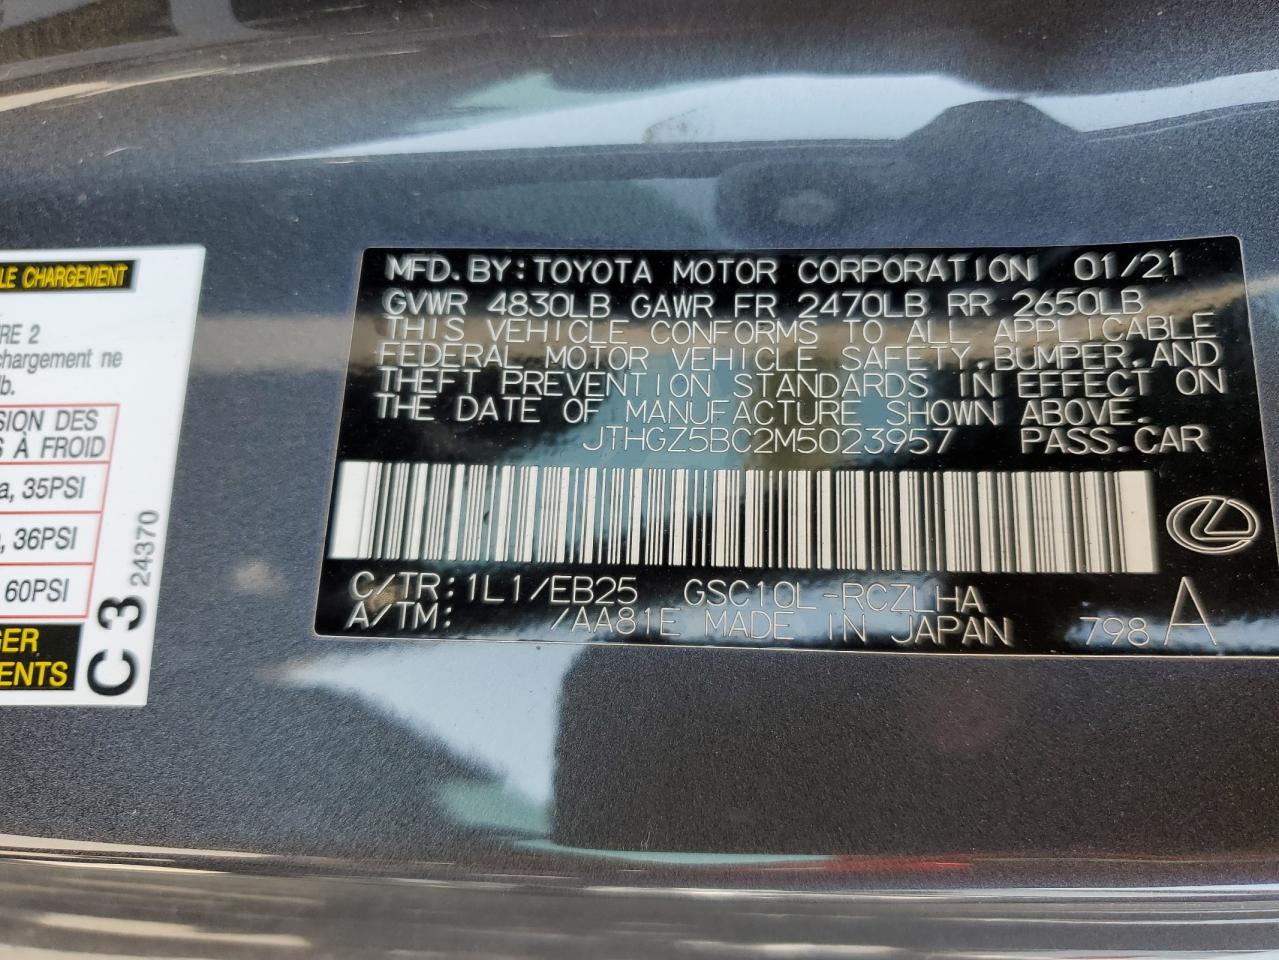 LE CHARGEMENT
RE 2
chargement ne
lb.
SION DES
S À FROID
a, 35PSI
, 36PSI
60PSI
GER
ENTS
C3 24370
MFD. BY: TOYOTA MOTOR CORPORATION 01/21
GVWR 4830LB GAWR FR 2470LB RR 2650LB
THIS VEHICLE CONFORMS TO ALL APPLICABLE
FEDERAL MOTOR VEHICLE SAFETY, BUMPER, AND
THEFT PREVENTION STANDARDS IN EFFECT ON
THE DATE OF MANUFACTURE SHOWN ABOVE.
JTHGZ5BC2M5023957 PASS.CAR
C/TR: 1L1/EB25 GSC10L-RCZLHA
A/TM: /AA81E MADE IN JAPAN 798 A